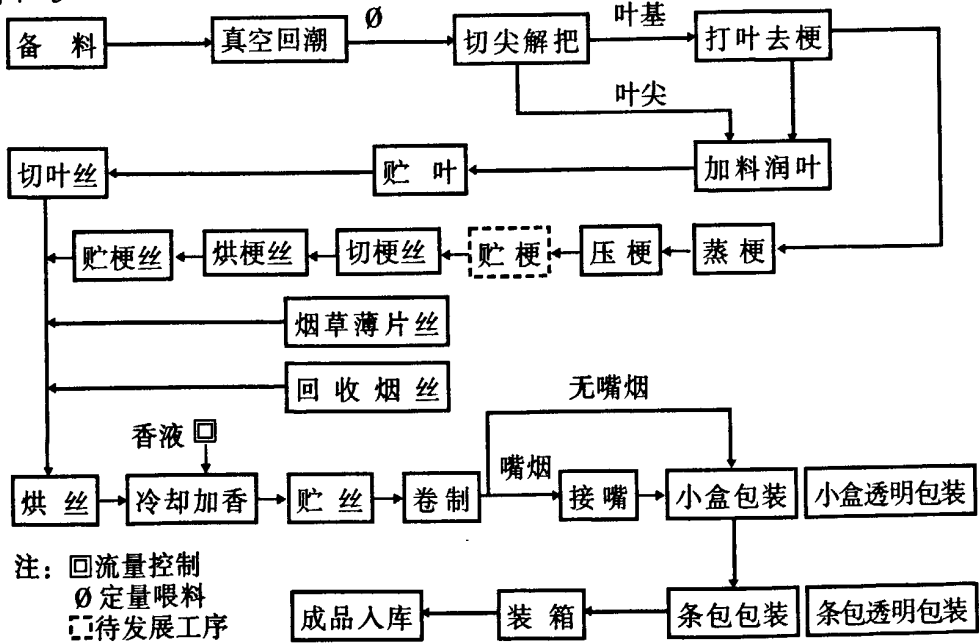 备 料
真空回潮
Ø
切尖解把
叶基
打叶去梗
叶尖
切叶丝
贮 叶
加料润叶
贮梗丝
烘梗丝
切梗丝
贮 梗
压 梗
蒸 梗
烟草薄片丝
回 收 烟 丝
无嘴烟
香液
嘴烟
烘 丝
冷却加香
贮 丝
卷制
接嘴
小盒包装
小盒透明包装
注：回流量控制
Ø 定量喂料
待发展工序
成品入库
装 箱
条包包装
条包透明包装